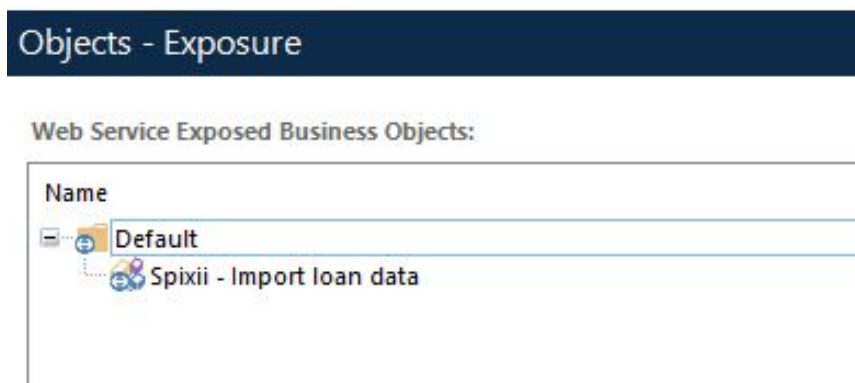 Objects - Exposure
Web Service Exposed Business Objects:
Name
Default
Spixii - Import loan data